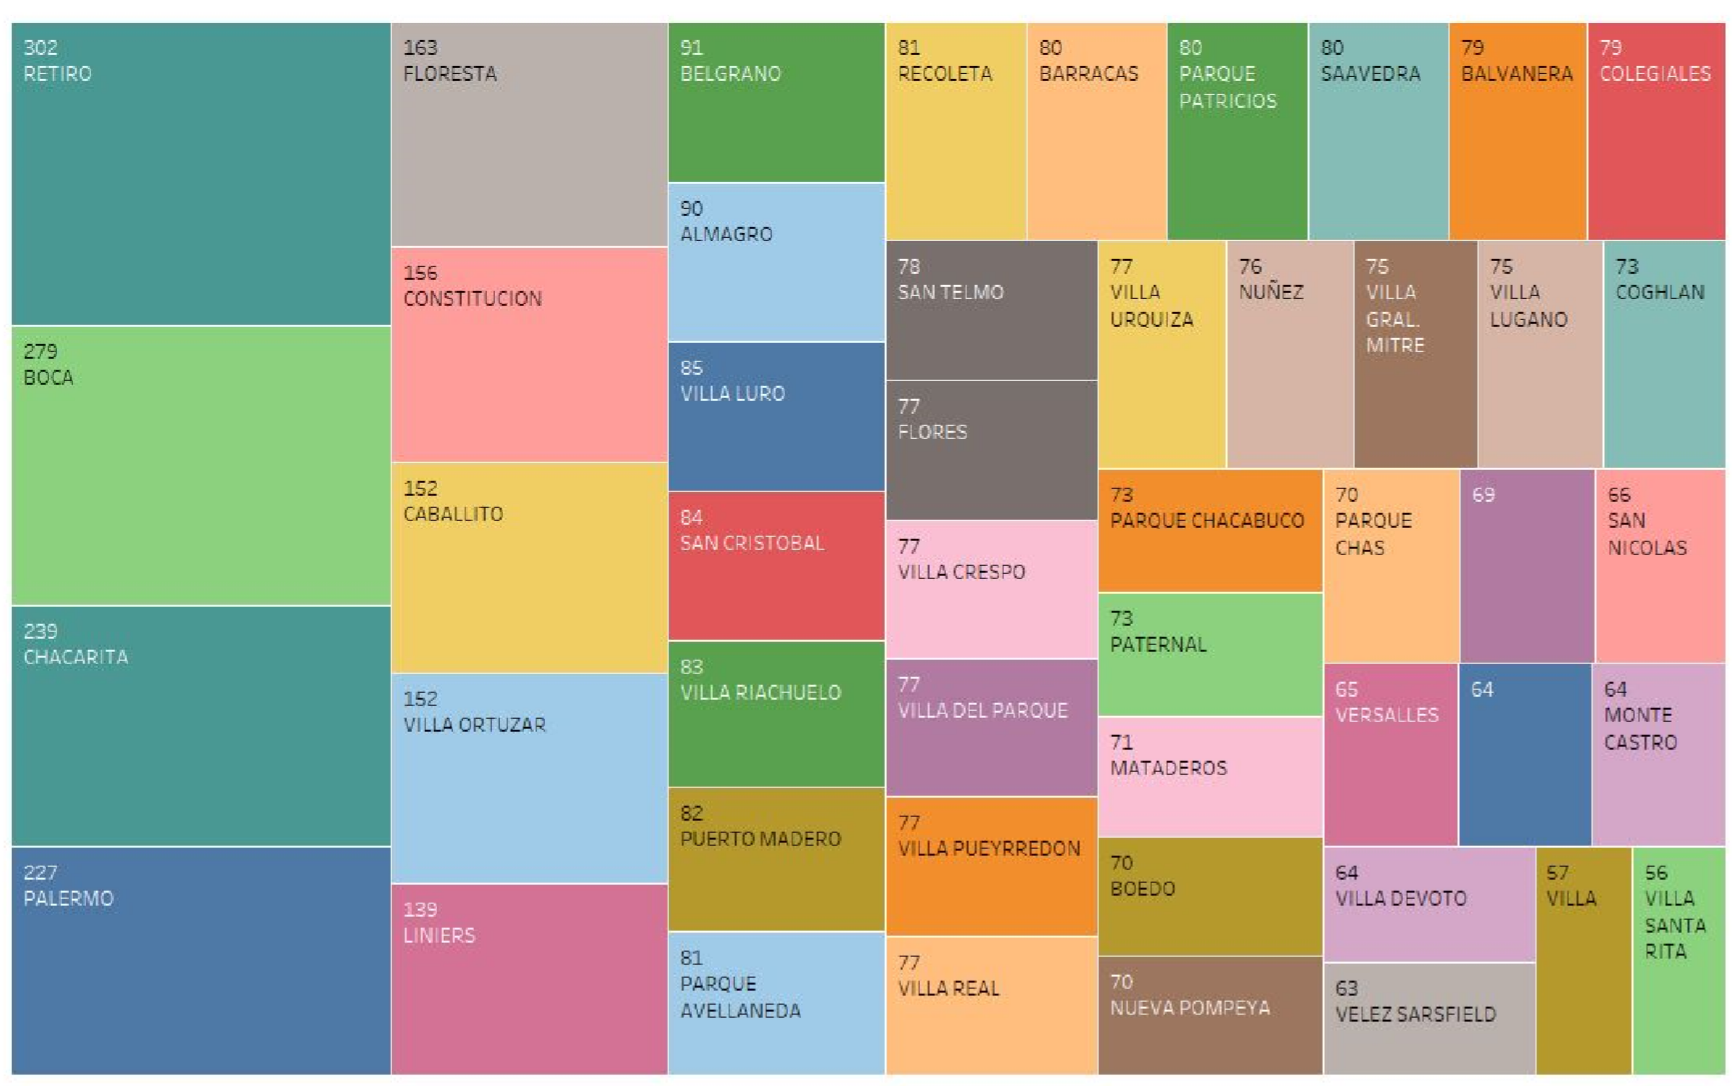 302
RETIRO
279
BOCA
239
CHACARITA
227
PALERMO
163
FLORESTA
156
CONSTITUCION
152
CABALLITO
152
VILLA ORTUZAR
139
LINIERS
91
BELGRANO
90
ALMAGRO
85
VILLA LURO
84
SAN CRISTOBAL
83
VILLA RIACHUELO
82
PUERTO MADERO
81
PARQUE
AVELLANEDA
81
RECOLETA
80
BARRACAS
80
PARQUE
PATRICIOS
80
SAAVEDRA
79
BALVANERA
79
COLEGIALES
78
SAN TELMO
77
FLORES
77
VILLA CRESPO
77
VILLA DEL PARQUE
77
VILLA PUEYRREDON
77
VILLA REAL
77
VILLA
URQUIZA
76
NUÑEZ
75
VILLA
GRAL.
MITRE
75
VILLA
LUGANO
73
COGHLAN
73
PARQUE CHACABUCO
73
PATERNAL
71
MATADEROS
70
BOEDO
70
NUEVA POMPEYA
70
PARQUE
CHAS
69
66
SAN
NICOLAS
65
VERSALLES
64
64
MONTE
CASTRO
64
VILLA DEVOTO
63
VELEZ SARSFIELD
57
VILLA
56
VILLA
SANTA
RITA